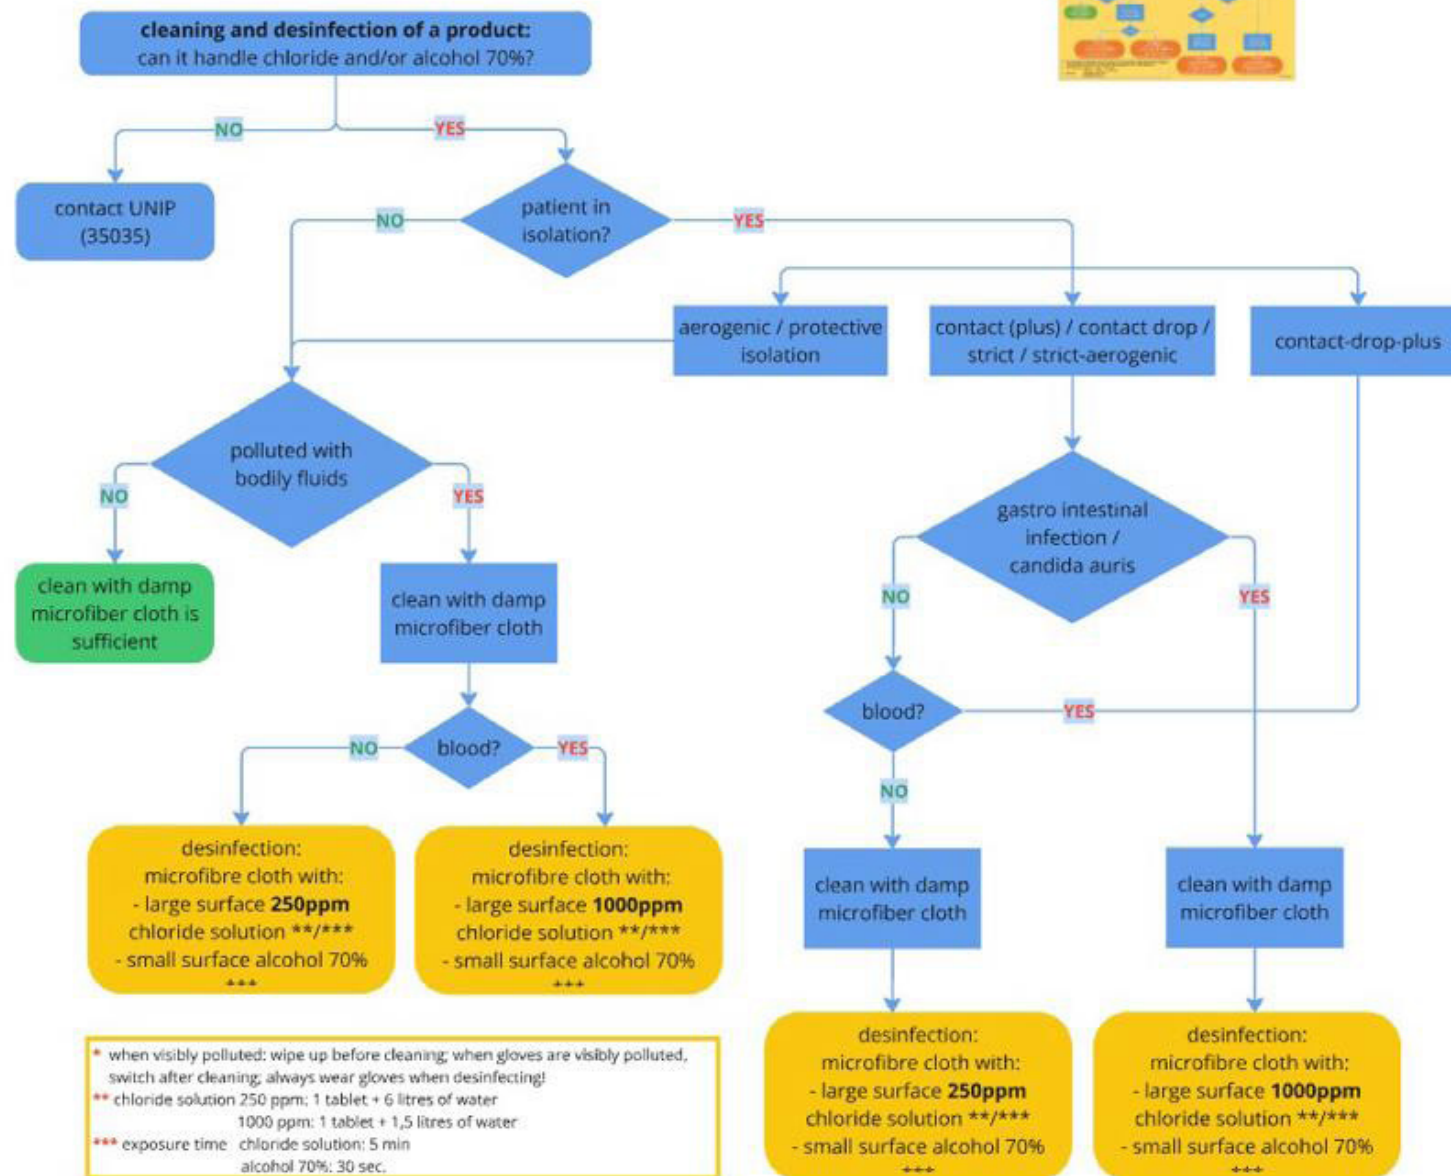 cleaning and desinfection of a product:
can it handle chloride and/or alcohol 70%?
NO
YES
contact UNIP
(35035)
patient in
isolation?
NO
YES
aerogenic / protective
isolation
contact (plus) / contact drop /
strict / strict-aerogenic
contact-drop-plus
polluted with
bodily fluids
NO
YES
clean with damp
microfiber cloth is
sufficient
clean with damp
microfiber cloth
gastro intestinal
infection /
candida auris
NO
YES
blood?
NO
YES
blood?
YES
NO
desinfection:
microfibre cloth with:
- large surface 250ppm
chloride solution **/***
- small surface alcohol 70%
***
desinfection:
microfibre cloth with:
- large surface 1000ppm
chloride solution **/***
- small surface alcohol 70%
***
clean with damp
microfiber cloth
clean with damp
microfiber cloth
desinfection:
microfibre cloth with:
- large surface 250ppm
chloride solution **/***
- small surface alcohol 70%
***
desinfection:
microfibre cloth with:
- large surface 1000ppm
chloride solution **/***
- small surface alcohol 70%
***
* when visibly polluted: wipe up before cleaning; when gloves are visibly polluted,
switch after cleaning; always wear gloves when desinfecting!
** chloride solution 250 ppm: 1 tablet + 6 litres of water
1000 ppm: 1 tablet + 1,5 litres of water
*** exposure time chloride solution: 5 min
alcohol 70%: 30 sec.